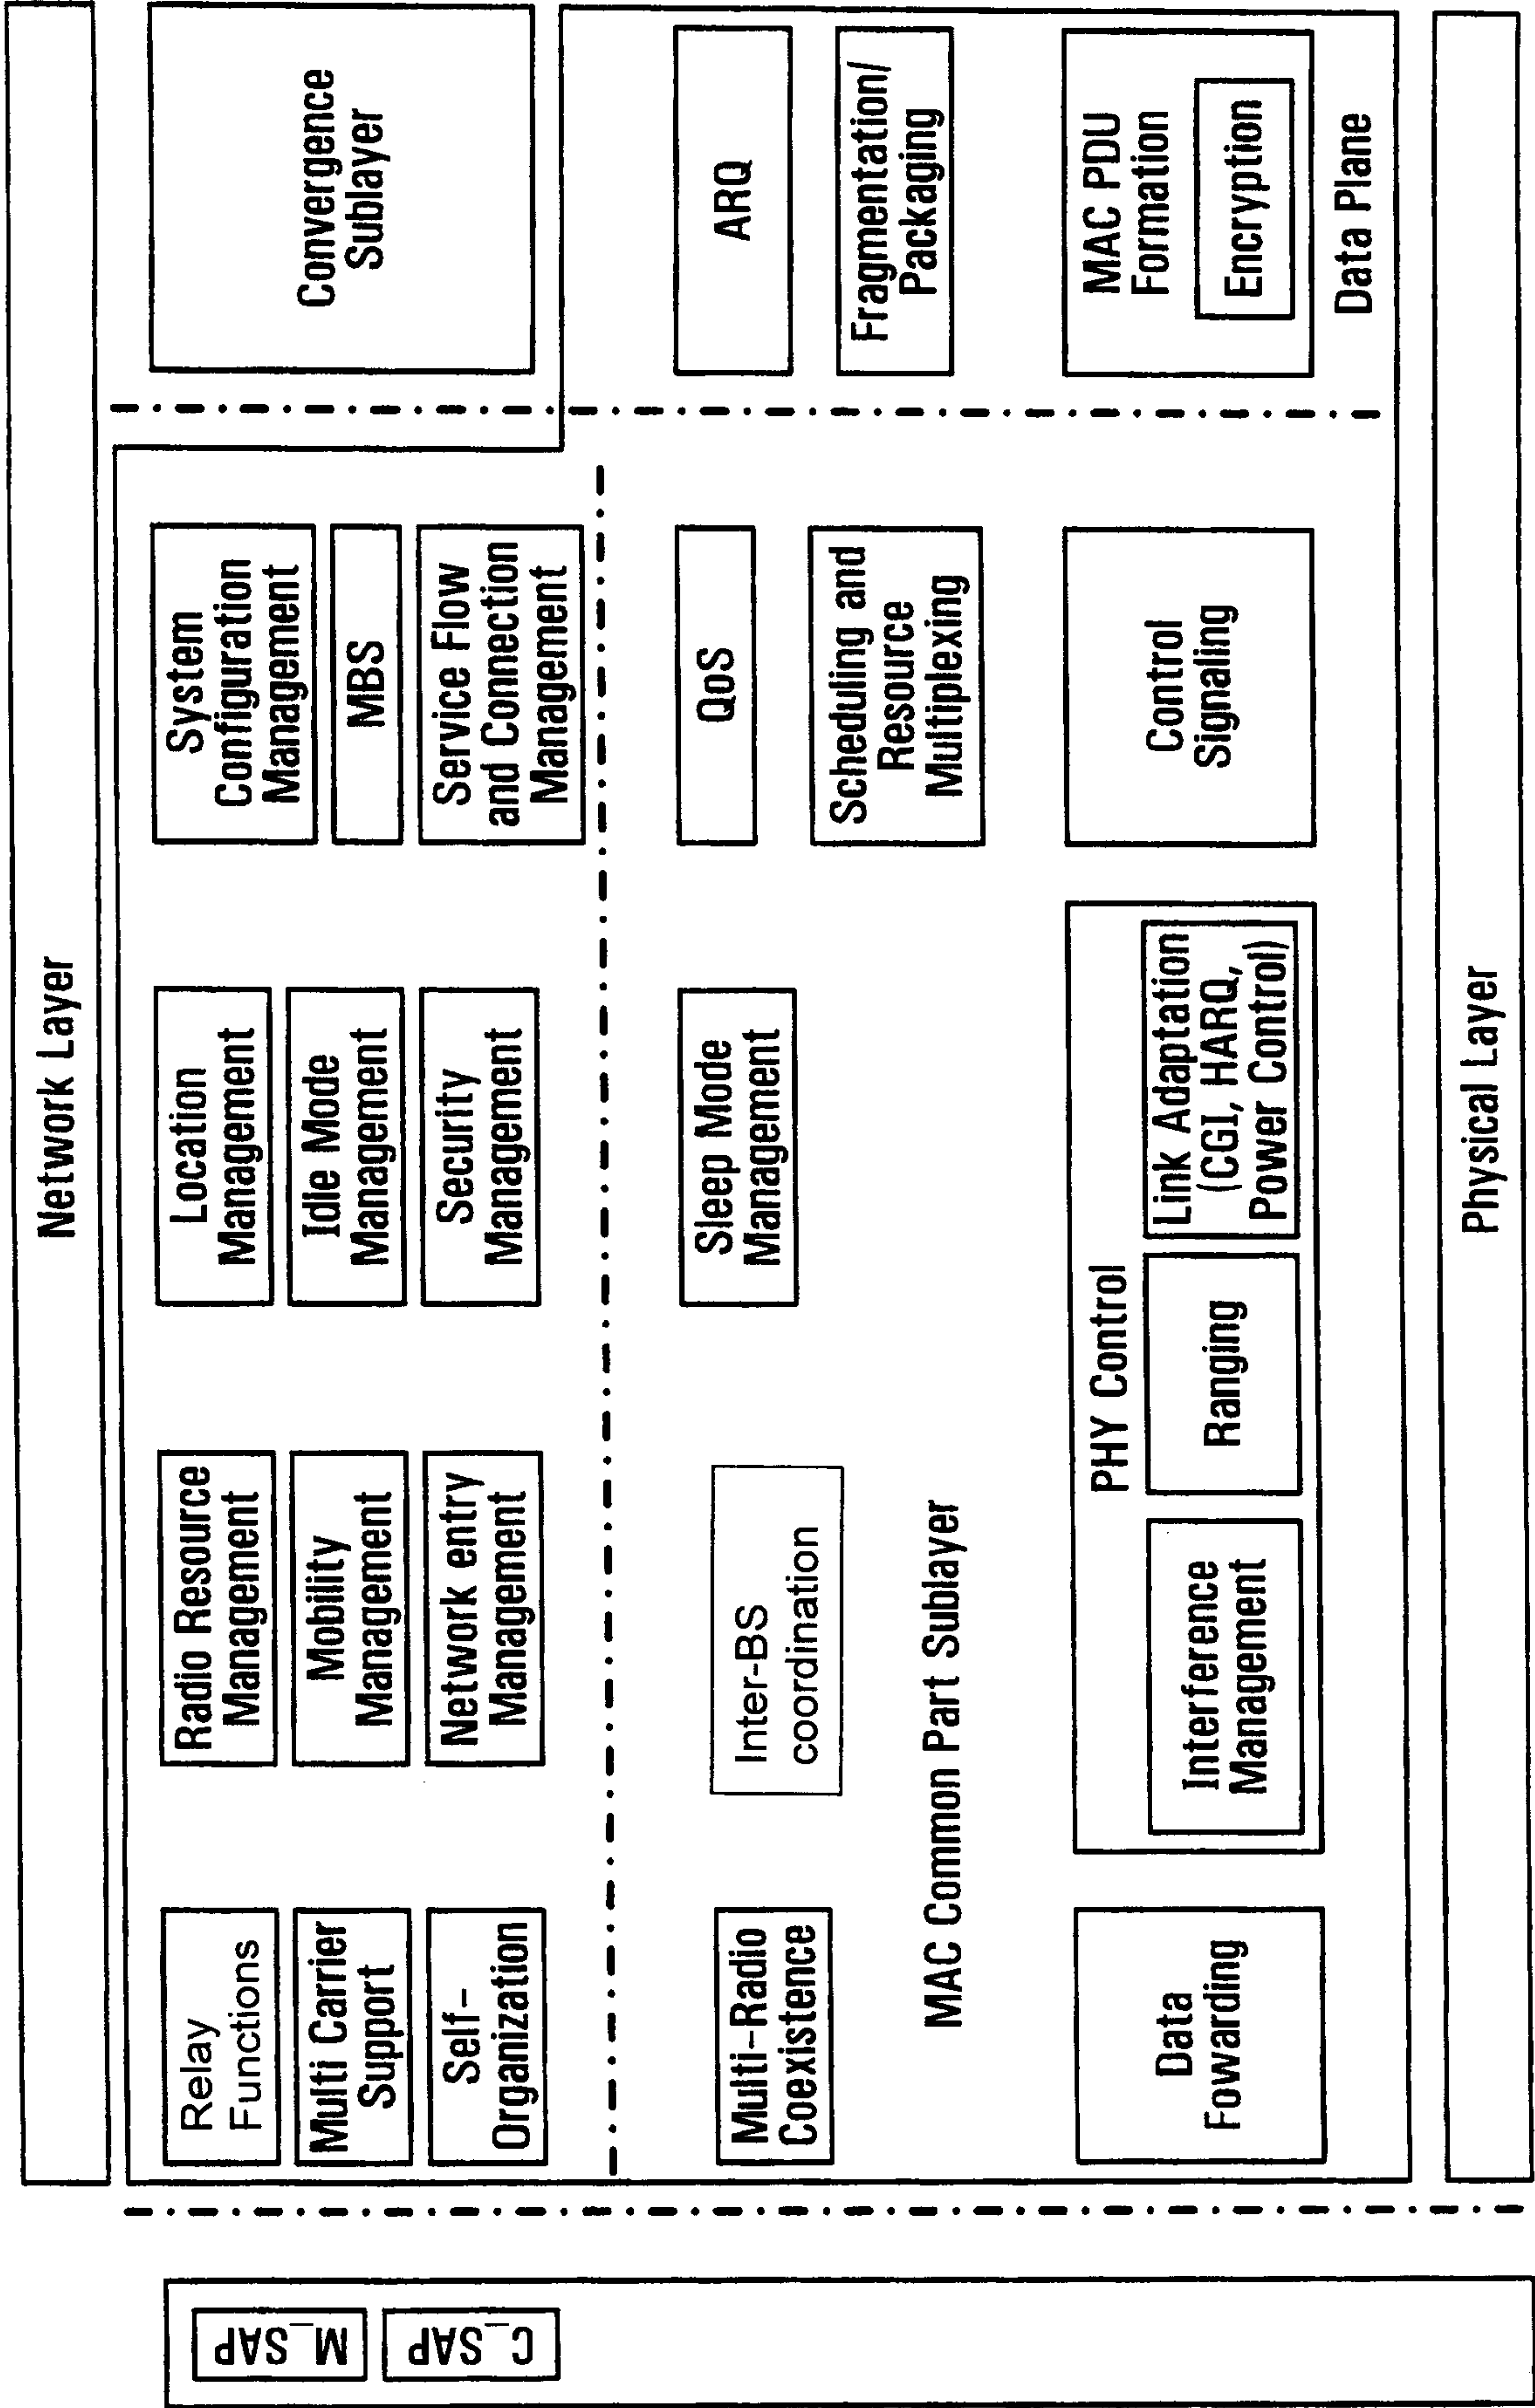 Network Layer
M_SAP
C_SAP
Relay
Functions
Multi Carrier
Support
Self-
Organization
Radio Resource
Management
Mobility
Management
Network entry
Management
Location
Management
Idle Mode
Management
Security
Management
System
Configuration
Management
MBS
Service Flow
and Connection
Management
Convergence
Sublayer
Multi-Radio
Coexistence
Inter-BS
coordination
Sleep Mode
Management
QoS
Scheduling and
Resource
Multiplexing
ARQ
Fragmentation/
Packaging
MAC Common Part Sublayer
Data
Fowarding
PHY Control
Interference
Management
Ranging
Link Adaptation
(CGI, HARQ,
Power Control)
Control
Signaling
MAC PDU
Formation
Encryption
Data Plane
Physical Layer